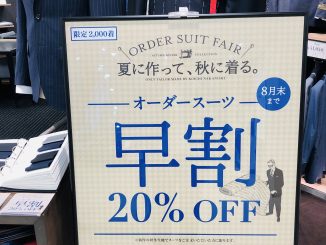 限定2,000着
ORDER SUIT FAIR
夏に作って、秋に着る。
オーダースーツ
8月末
まで
早割
20% OFF